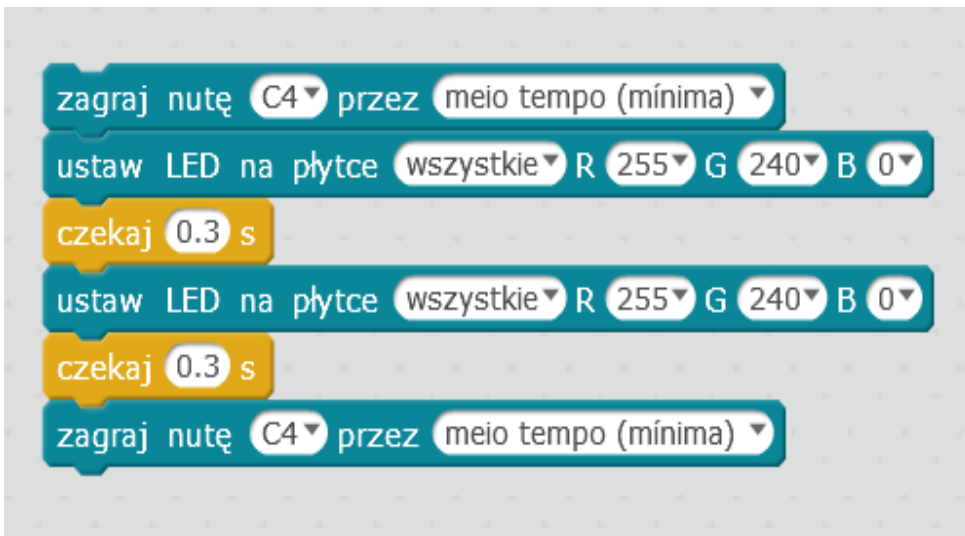 zagraj nutę C4 przez meio tempo (mínima)
ustaw LED na płytce wszystkie R 255 G 240 B 0
czekaj 0.3 s
ustaw LED na płytce wszystkie R 255 G 240 B 0
czekaj 0.3 s
zagraj nutę C4 przez meio tempo (mínima)